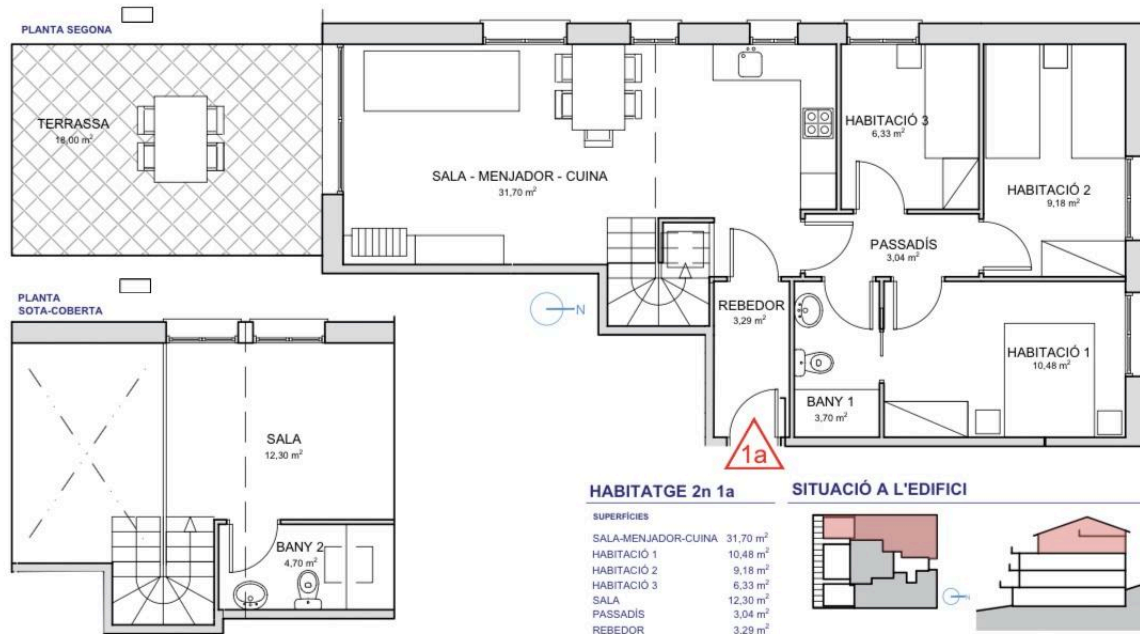 PLANTA SEGONA
TERRASSA
18,00 m²
SALA - MENJADOR - CUINA
31,70 m²
HABITACIÓ 3
6,33 m²
HABITACIÓ 2
9,18 m²
PASSADÍS
3,04 m²
REBEDOR
3,29 m²
N
HABITACIÓ 1
10,48 m²
BANY 1
3,70 m²
1a
PLANTA
SOTA-COBERTA
SALA
12,30 m²
BANY 2
4,70 m²
HABITATGE 2n 1a
SUPERFÍCIES
SALA-MENJADOR-CUINA 31,70 m²
HABITACIÓ 1 10,48 m²
HABITACIÓ 2 9,18 m²
HABITACIÓ 3 6,33 m²
SALA 12,30 m²
PASSADÍS 3,04 m²
REBEDOR 3,29 m²
SITUACIÓ A L'EDIFICI
N